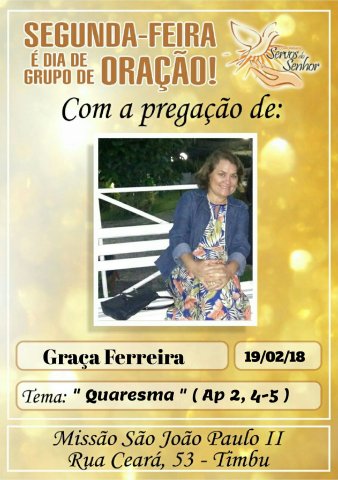 SEGUNDA-FEIRA
É DIA DE
GRUPO DE ORAÇÃO!
Servos do
Senhor
Com a pregação de:
Graça Ferreira
19/02/18
Tema: " Quaresma " ( Ap 2, 4-5 )
Missão São João Paulo II
Rua Ceará, 53 - Timbu